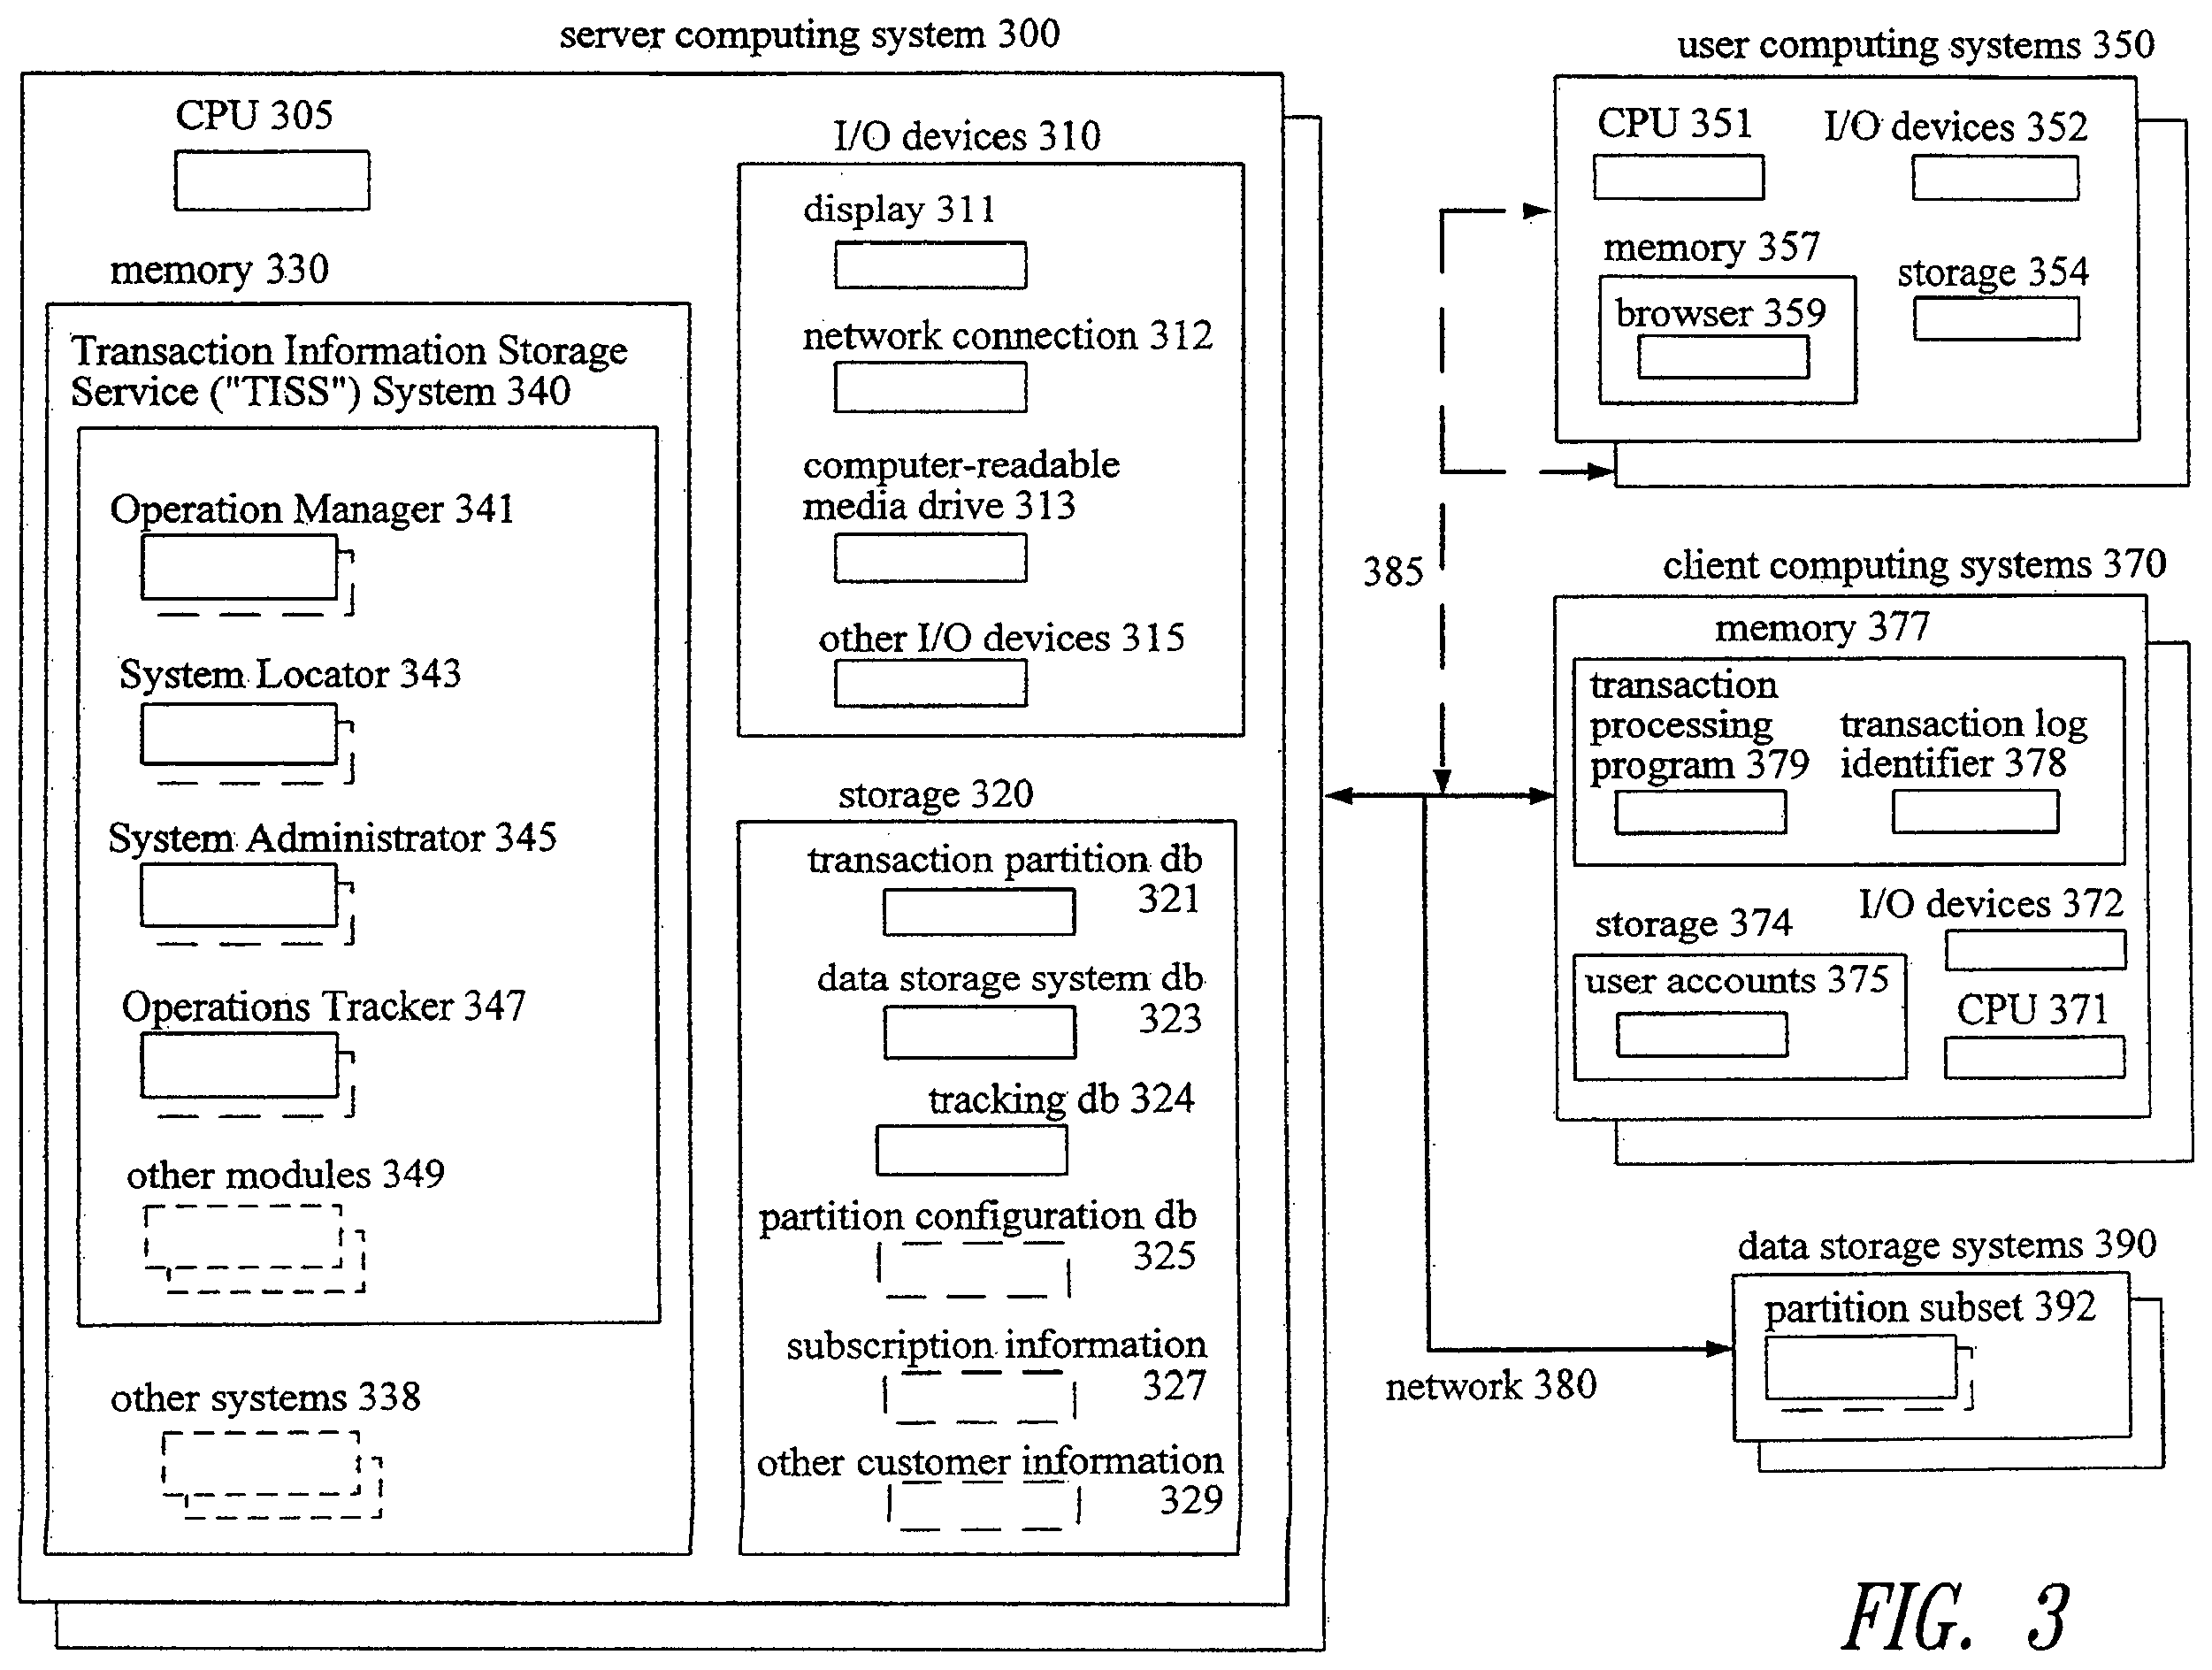 server computing system 300
CPU 305
memory 330
Transaction Information Storage
Service ("TISS") System 340
Operation Manager 341
System Locator 343
System Administrator 345
Operations Tracker 347
other modules 349
other systems 338
I/O devices 310
display 311
network connection 312
computer-readable
media drive 313
other I/O devices 315
storage 320
transaction partition db
321
data storage system db
323
tracking db 324
partition configuration db
325
subscription information
327
other customer information
329
385
network 380
user computing systems 350
CPU 351
I/O devices 352
memory 357
browser 359
storage 354
client computing systems 370
memory 377
transaction
processing
program 379
transaction log
identifier 378
storage 374
user accounts 375
I/O devices 372
CPU 371
data storage systems 390
partition subset 392
FIG. 3